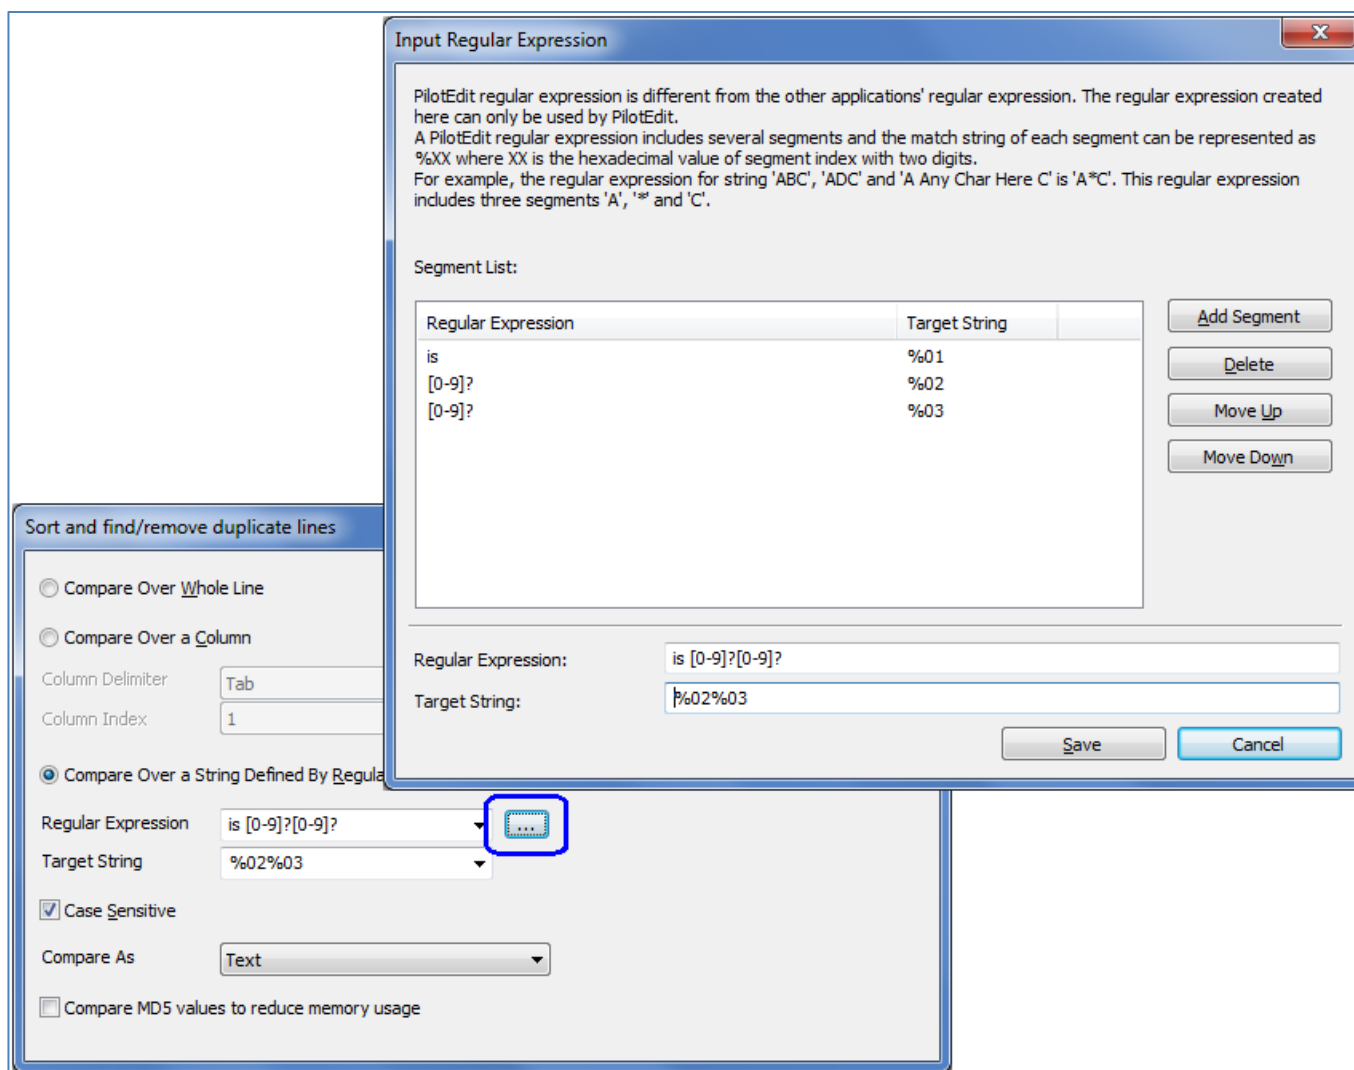 Input Regular Expression
PilotEdit regular expression is different from the other applications' regular expression. The regular expression created
here can only be used by PilotEdit.
A PilotEdit regular expression includes several segments and the match string of each segment can be represented as
%XX where XX is the hexadecimal value of segment index with two digits.
For example, the regular expression for string 'ABC', 'ADC' and 'A Any Char Here C' is 'A*C'. This regular expression
includes three segments 'A', '*' and 'C'.
Segment List:
Regular Expression Target String
is %01
[0-9]? %02
[0-9]? %03
Add Segment
Delete
Move Up
Move Down
Regular Expression: is [0-9]?[0-9]?
Target String: %02%03
Save Cancel
Sort and find/remove duplicate lines
Compare Over Whole Line
Compare Over a Column
Column Delimiter Tab
Column Index 1
Compare Over a String Defined By Regula
Regular Expression is [0-9]?[0-9]? ...
Target String %02%03
Case Sensitive
Compare As Text
Compare MD5 values to reduce memory usage